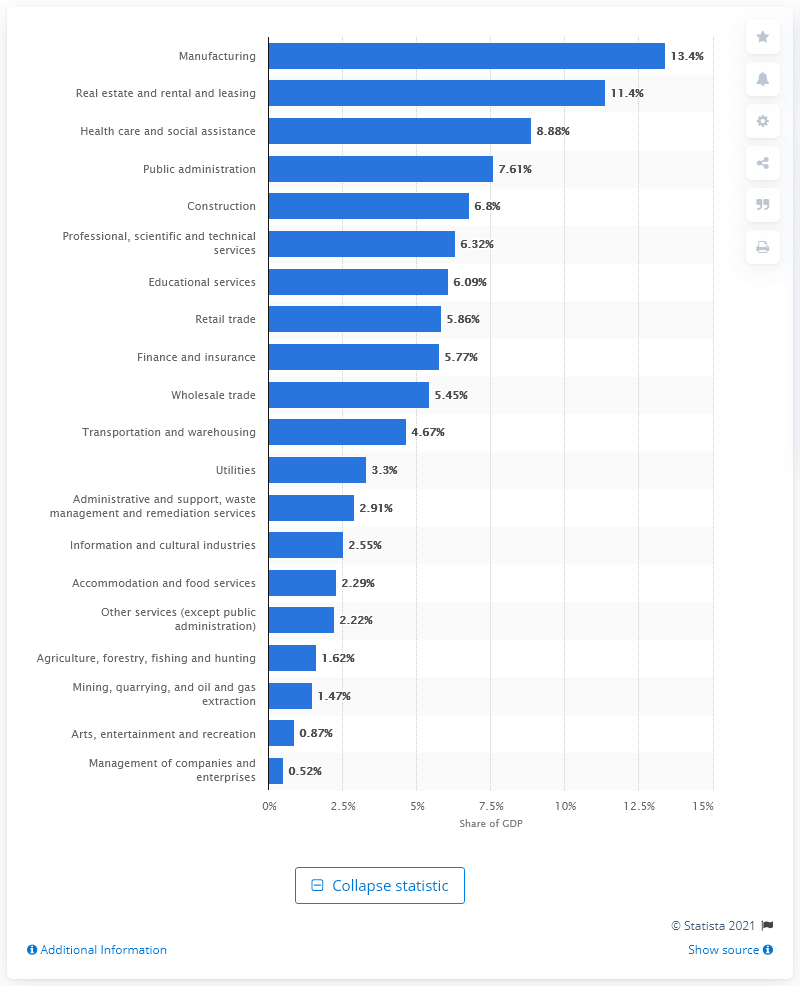 Manufacturing 13.4%
Real estate and rental and leasing 11.4%
Health care and social assistance 8.88%
Public administration 7.61%
Construction 6.8%
Professional, scientific and technical
services 6.32%
Educational services 6.09%
Retail trade 5.86%
Finance and insurance 5.77%
Wholesale trade 5.45%
Transportation and warehousing 4.67%
Utilities 3.3%
Administrative and support, waste
management and remediation services 2.91%
Information and cultural industries 2.55%
Accommodation and food services 2.29%
Other services (except public
administration) 2.22%
Agriculture, forestry, fishing and hunting 1.62%
Mining, quarrying, and oil and gas
extraction 1.47%
Arts, entertainment and recreation 0.87%
Management of companies and
enterprises 0.52%
0% 2.5% 5% 7.5% 10% 12.5% 15%
Share of GDP
Collapse statistic
© Statista 2021
Additional Information Show source